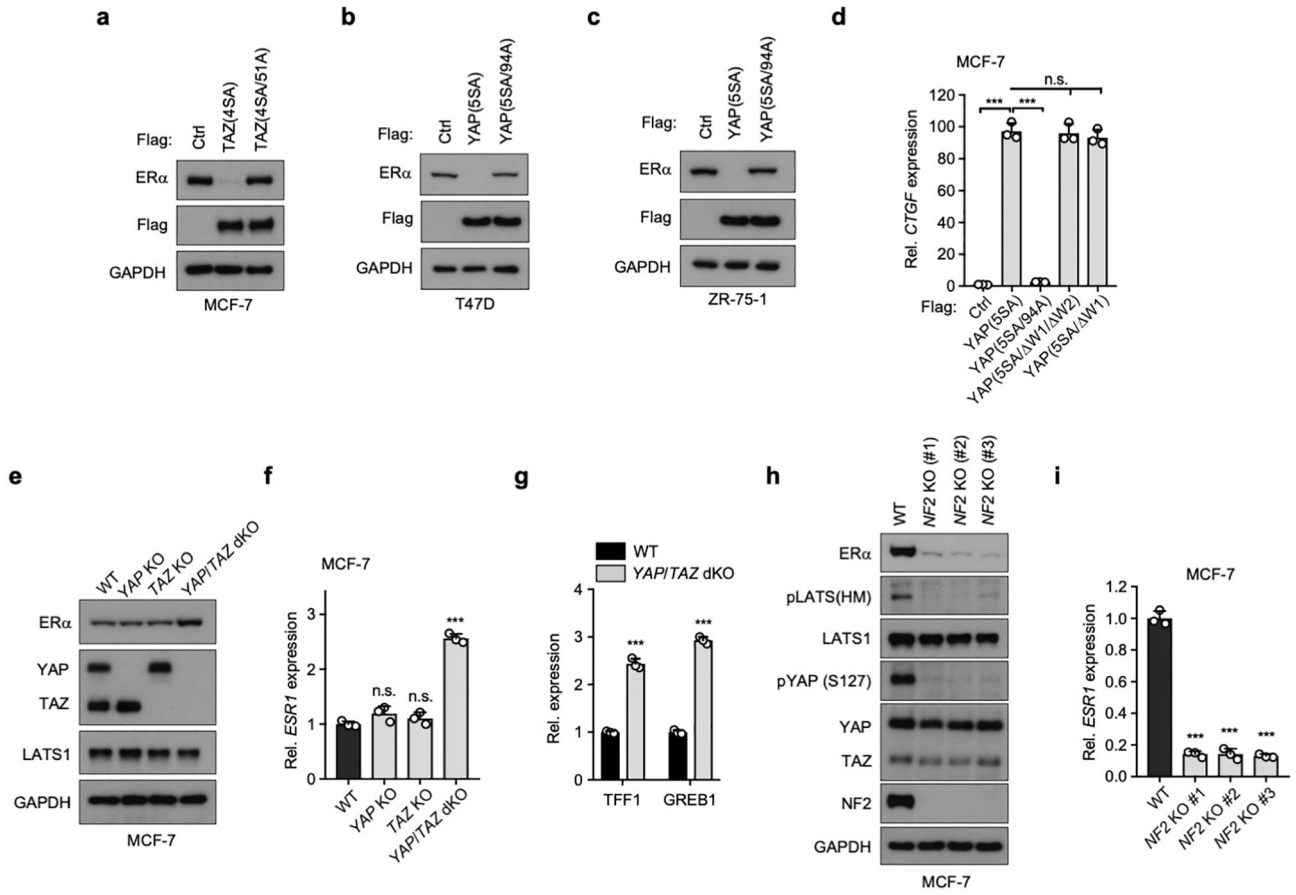 a
Flag:
Ctrl
TAZ(4SA)
TAZ(4SA/51A)
ERα
Flag
GAPDH
MCF-7
b
Flag:
Ctrl
YAP(5SA)
YAP(5SA/94A)
ERα
Flag
GAPDH
T47D
c
Flag:
Ctrl
YAP(5SA)
YAP(5SA/94A)
ERα
Flag
GAPDH
ZR-75-1
d
MCF-7
n.s.
*** ***
Rel. CTGF expression
120
100
80
60
40
20
0
Flag:
Ctrl
YAP(5SA)
YAP(5SA/94A)
YAP(5SA/ΔW1/ΔW2)
YAP(5SA/ΔW1)
e
WT
YAP KO
TAZ KO
YAP/TAZ dKO
ERα
YAP
TAZ
LATS1
GAPDH
MCF-7
f
MCF-7
Rel. ESR1 expression
3
2
1
0
n.s.
n.s.
***
WT
YAP KO
TAZ KO
YAP/TAZ dKO
g
WT
YAP/TAZ dKO
Rel. expression
4
3
2
1
0
***
***
TFF1 GREB1
h
WT
NF2 KO (#1)
NF2 KO (#2)
NF2 KO (#3)
ERα
pLATS(HM)
LATS1
pYAP (S127)
YAP
TAZ
NF2
GAPDH
MCF-7
i
MCF-7
Rel. ESR1 expression
1.2
1.0
0.8
0.6
0.4
0.2
0.0
*** *** ***
WT
NF2 KO #1
NF2 KO #2
NF2 KO #3